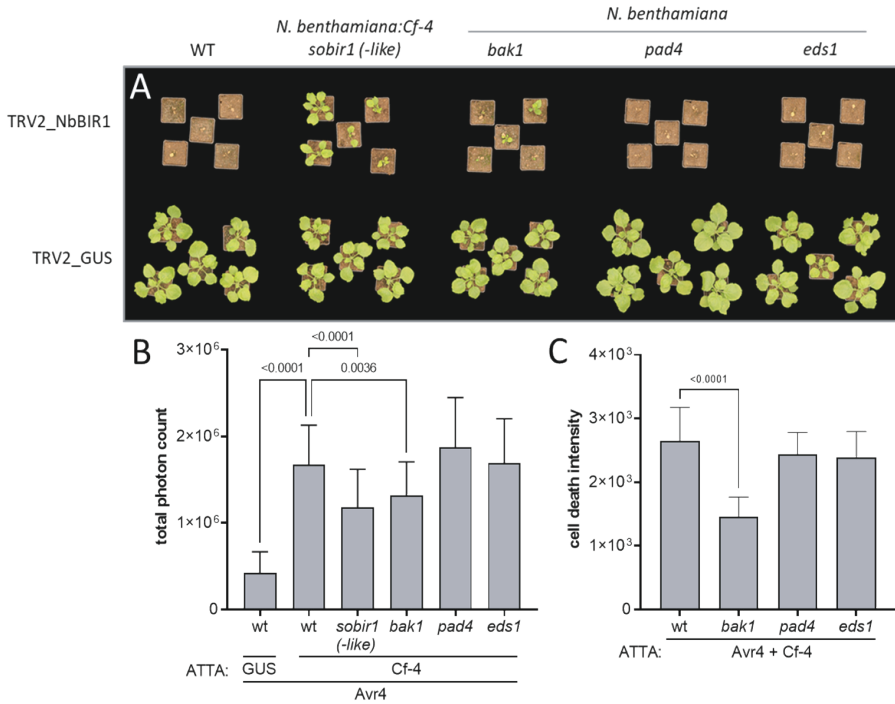 N. benthamiana:Cf-4
N. benthamiana
WT
sobir1 (-like)
bak1
pad4
eds1
A
TRV2_NbBIR1
TRV2_GUS
B
total photon count
3×10⁶
2×10⁶
1×10⁶
0
<0.0001
<0.0001
0.0036
wt
wt
sobir1
(-like)
bak1
pad4
eds1
ATTA:
GUS
Cf-4
Avr4
C
cell death intensity
4×10³
3×10³
2×10³
1×10³
0
<0.0001
wt
bak1
pad4
eds1
ATTA:
Avr4 + Cf-4